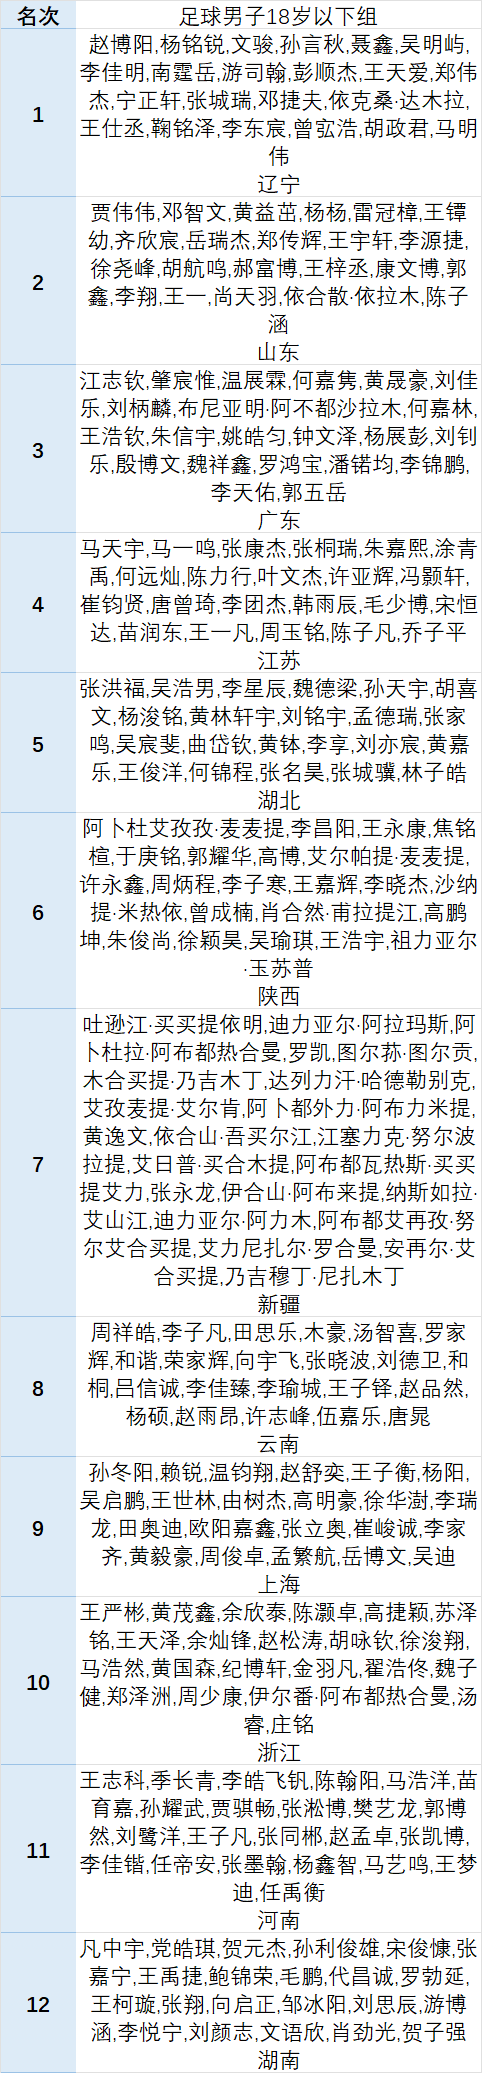 名次 足球男子18岁以下组
赵博阳,杨铭锐,文骏,孙言秋,聂鑫,吴明屿,
李佳明,南霆岳,游司翰,彭顺杰,王天爱,郑伟
杰,宁正轩,张城瑞,邓捷夫,依克桑·达木拉,
1
王仕丞,鞠铭泽,李东宸,曾宖浩,胡政君,马明
伟
辽宁
贾伟伟,邓智文,黄益茁,杨杨,雷冠樟,王镡
幼,齐欣宸,岳瑞杰,郑传辉,王宇轩,李源捷,
徐尧峰,胡航鸣,郝富博,王梓丞,康文博,郭
2
鑫,李翔,王一,尚天羽,依合散·依拉木,陈子
涵
山东
江志钦,肇宸惟,温展霖,何嘉隽,黄晟豪,刘佳
乐,刘柄麟,布尼亚明·阿不都沙拉木,何嘉林,
王浩钦,朱信宇,姚皓匀,钟文泽,杨展彭,刘钊
3
乐,殷博文,魏祥鑫,罗鸿宝,潘锘均,李锦鹏,
李天佑,郭五岳
广东
马天宇,马一鸣,张康杰,张桐瑞,朱嘉熙,涂青
禹,何远灿,陈力行,叶文杰,许亚辉,冯颢轩,
4
崔钧贤,唐曾琦,李团杰,韩雨辰,毛少博,宋恒
达,苗润东,王一凡,周玉铭,陈子凡,乔子平
江苏
张洪福,吴浩男,李星辰,魏德梁,孙天宇,胡喜
文,杨浚铭,黄林轩宇,刘铭宇,孟德瑞,张家
5
鸣,吴宸斐,曲岱钦,黄钵,李享,刘亦宸,黄嘉
乐,王俊洋,何锦程,张名昊,张城骥,林子皓
湖北
阿卜杜艾孜孜·麦麦提,李昌阳,王永康,焦铭
楦,于庚铭,郭耀华,高博,艾尔帕提·麦麦提,
许永鑫,周炳程,李子寒,王嘉辉,李晓杰,沙纳
6
提·米热依,曾成楠,肖合然·甫拉提江,高鹏
坤,朱俊尚,徐颖昊,吴瑜琪,王浩宇,祖力亚尔
·玉苏普
陕西
吐逊江·买买提依明,迪力亚尔·阿拉玛斯,阿
卜杜拉·阿布都热合曼,罗凯,图尔荪·图尔贡,
木合买提·乃吉木丁,达列力汗·哈德勒别克,
艾孜麦提·艾尔肯,阿卜都外力·阿布力米提,
黄逸文,依合山·吾买尔江,江塞力克·努尔波
7
拉提,艾日普·买合木提,阿布都瓦热斯·买买
提艾力,张永龙,伊合山·阿布来提,纳斯如拉·
艾山江,迪力亚尔·阿力木,阿布都艾再孜·努
尔艾合买提,艾力尼扎尔·罗合曼,安再尔·艾
合买提,乃吉穆丁·尼扎木丁
新疆
周祥皓,李子凡,田思乐,木豪,汤智喜,罗家
辉,和谐,荣家辉,向宇飞,张晓波,刘德卫,和
8
桐,吕信诚,李佳臻,李瑜城,王子铎,赵品然,
杨硕,赵雨昂,许志峰,伍嘉乐,唐晁
云南
孙冬阳,赖锐,温钧翔,赵舒奕,王子衡,杨阳,
吴启鹏,王世林,由树杰,高明豪,徐华澍,李瑞
9
龙,田奥迪,欧阳嘉鑫,张立奥,崔峻诚,李家
齐,黄毅豪,周俊卓,孟繁航,岳博文,吴迪
上海
王严彬,黄茂鑫,余欣泰,陈灏卓,高捷颖,苏泽
铭,王天泽,余灿锋,赵松涛,胡咏钦,徐浚翔,
马浩然,黄国森,纪博轩,金羽凡,翟浩佟,魏子
10
健,郑泽洲,周少康,伊尔番·阿布都热合曼,汤
睿,庄铭
浙江
王志科,季长青,李皓飞钒,陈翰阳,马浩洋,苗
育嘉,孙耀武,贾骐畅,张淞博,樊艺龙,郭博
然,刘鹭洋,王子凡,张同郴,赵孟卓,张凯博,
11
李佳锴,任帝安,张墨翰,杨鑫智,马艺鸣,王梦
迪,任禹衡
河南
凡中宇,党皓琪,贺元杰,孙利俊雄,宋俊慷,张
嘉宁,王禹捷,鲍锦荣,毛鹏,代昌诚,罗勃延,
12
王柯璇,张翔,向启正,邹冰阳,刘思辰,游博
涵,李悦宁,刘颜志,文语欣,肖劲光,贺子强
湖南